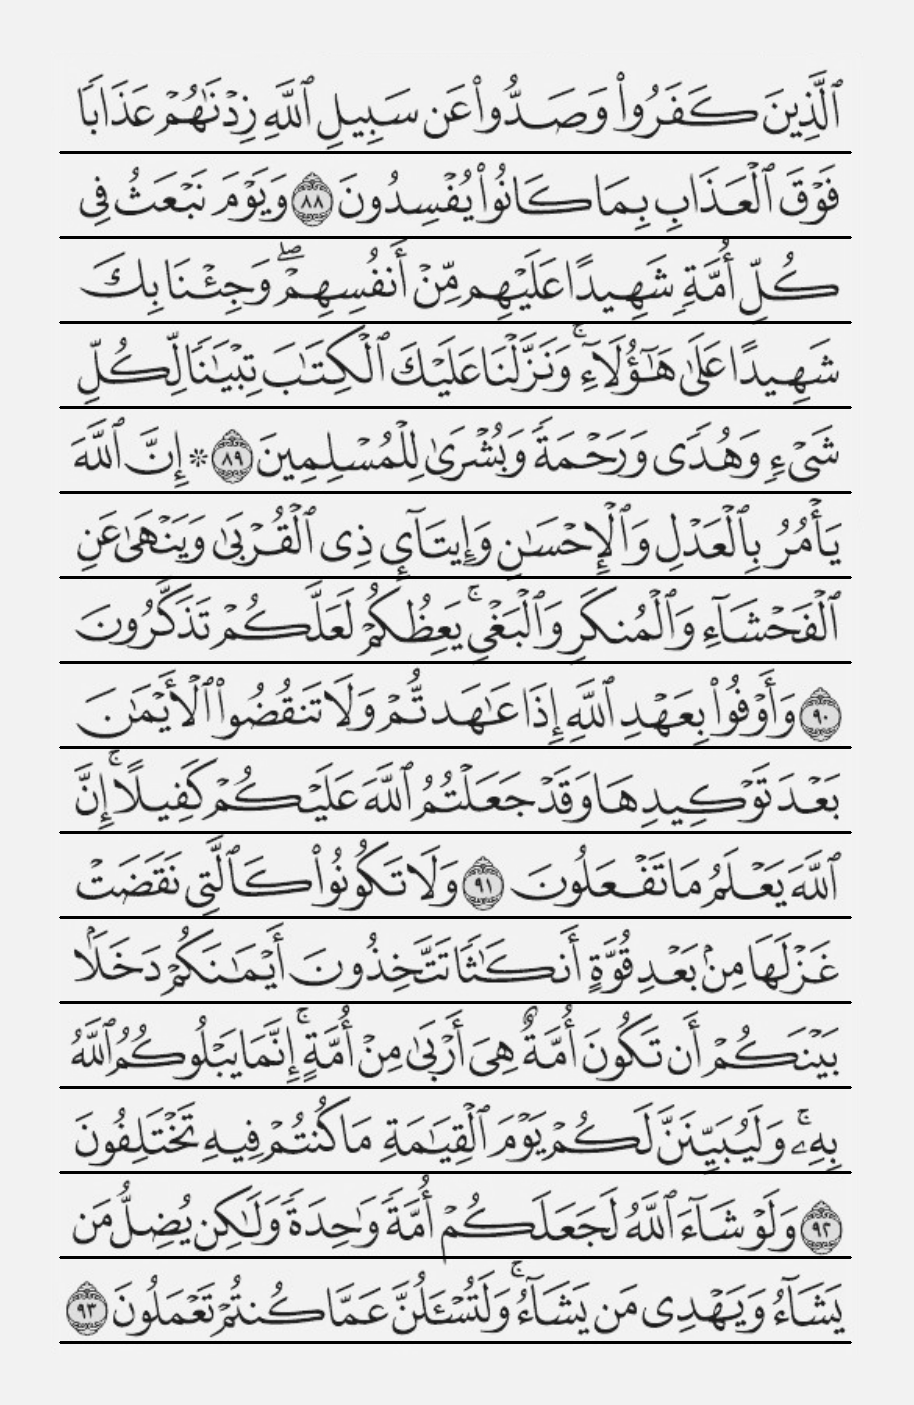 ٱلَّذِينَ كَفَرُوا۟ وَصَدُّوا۟ عَن سَبِيلِ ٱللَّهِ زِدْنَـٰهُمْ عَذَابًا
فَوْقَ ٱلْعَذَابِ بِمَا كَانُوا۟ يُفْسِدُونَ ٨٨ وَيَوْمَ نَبْعَثُ فِى
كُلِّ أُمَّةٍ شَهِيدًا عَلَيْهِم مِّنْ أَنفُسِهِمْ ۖ وَجِئْنَا بِكَ
شَهِيدًا عَلَىٰ هَـٰٓؤُلَآءِ ۚ وَنَزَّلْنَا عَلَيْكَ ٱلْكِتَـٰبَ تِبْيَـٰنًا لِّكُلِّ
شَىْءٍ وَهُدًى وَرَحْمَةً وَبُشْرَىٰ لِلْمُسْلِمِينَ ٨٩ ۞ إِنَّ ٱللَّهَ
يَأْمُرُ بِٱلْعَدْلِ وَٱلْإِحْسَـٰنِ وَإِيتَآئِ ذِى ٱلْقُرْبَىٰ وَيَنْهَىٰ عَنِ
ٱلْفَحْشَآءِ وَٱلْمُنكَرِ وَٱلْبَغْىِ ۚ يَعِظُكُمْ لَعَلَّكُمْ تَذَكَّرُونَ
٩٠ وَأَوْفُوا۟ بِعَهْدِ ٱللَّهِ إِذَا عَـٰهَدتُّمْ وَلَا تَنقُضُوا۟ ٱلْأَيْمَـٰنَ
بَعْدَ تَوْكِيدِهَا وَقَدْ جَعَلْتُمُ ٱللَّهَ عَلَيْكُمْ كَفِيلًا ۚ إِنَّ
ٱللَّهَ يَعْلَمُ مَا تَفْعَلُونَ ٩١ وَلَا تَكُونُوا۟ كَٱلَّتِى نَقَضَتْ
غَزْلَهَا مِنۢ بَعْدِ قُوَّةٍ أَنكَـٰثًا تَتَّخِذُونَ أَيْمَـٰنَكُمْ دَخَلًۢا
بَيْنَكُمْ أَن تَكُونَ أُمَّةٌ هِىَ أَرْبَىٰ مِنْ أُمَّةٍ ۚ إِنَّمَا يَبْلُوكُمُ ٱللَّهُ
بِهِۦ ۚ وَلَيُبَيِّنَنَّ لَكُمْ يَوْمَ ٱلْقِيَـٰمَةِ مَا كُنتُمْ فِيهِ تَخْتَلِفُونَ
٩٢ وَلَوْ شَآءَ ٱللَّهُ لَجَعَلَكُمْ أُمَّةً وَٰحِدَةً وَلَـٰكِن يُضِلُّ مَن
يَشَآءُ وَيَهْدِى مَن يَشَآءُ ۚ وَلَتُسْـَٔلُنَّ عَمَّا كُنتُمْ تَعْمَلُونَ ٩٣